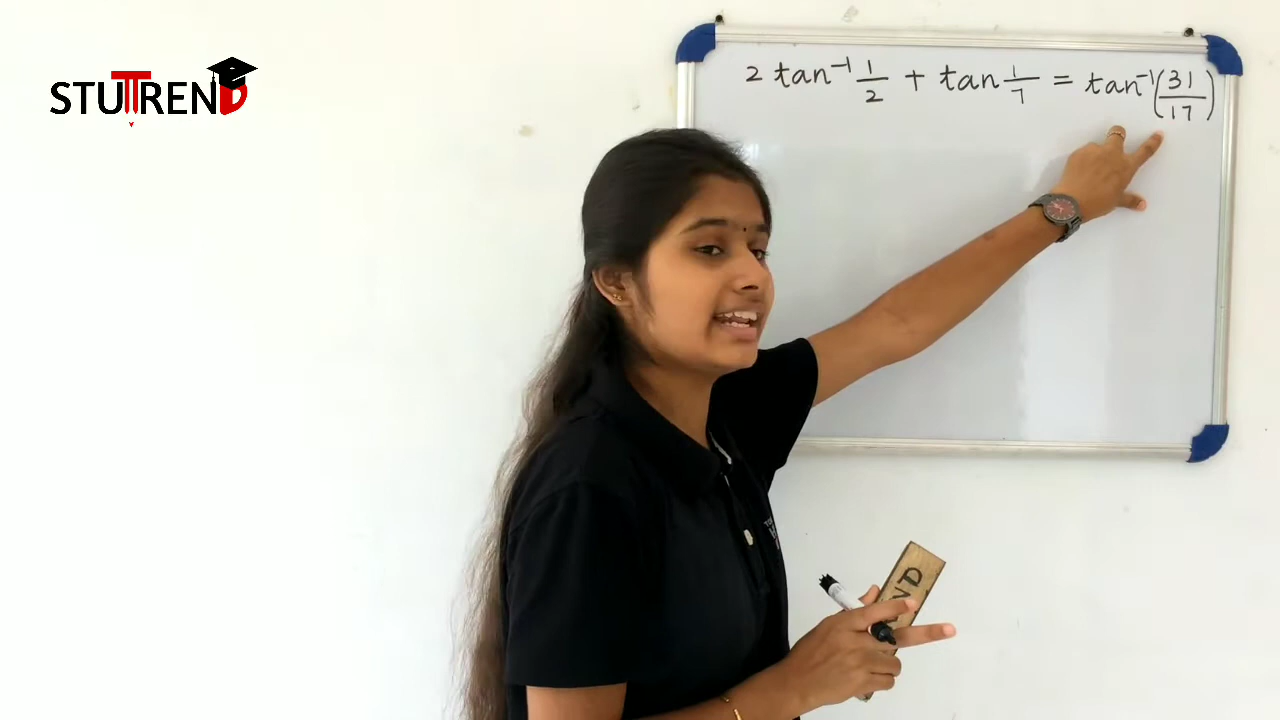 STUTREND
2 tan⁻¹ 1/2 + tan 1/7 = tan⁻¹(31/17)